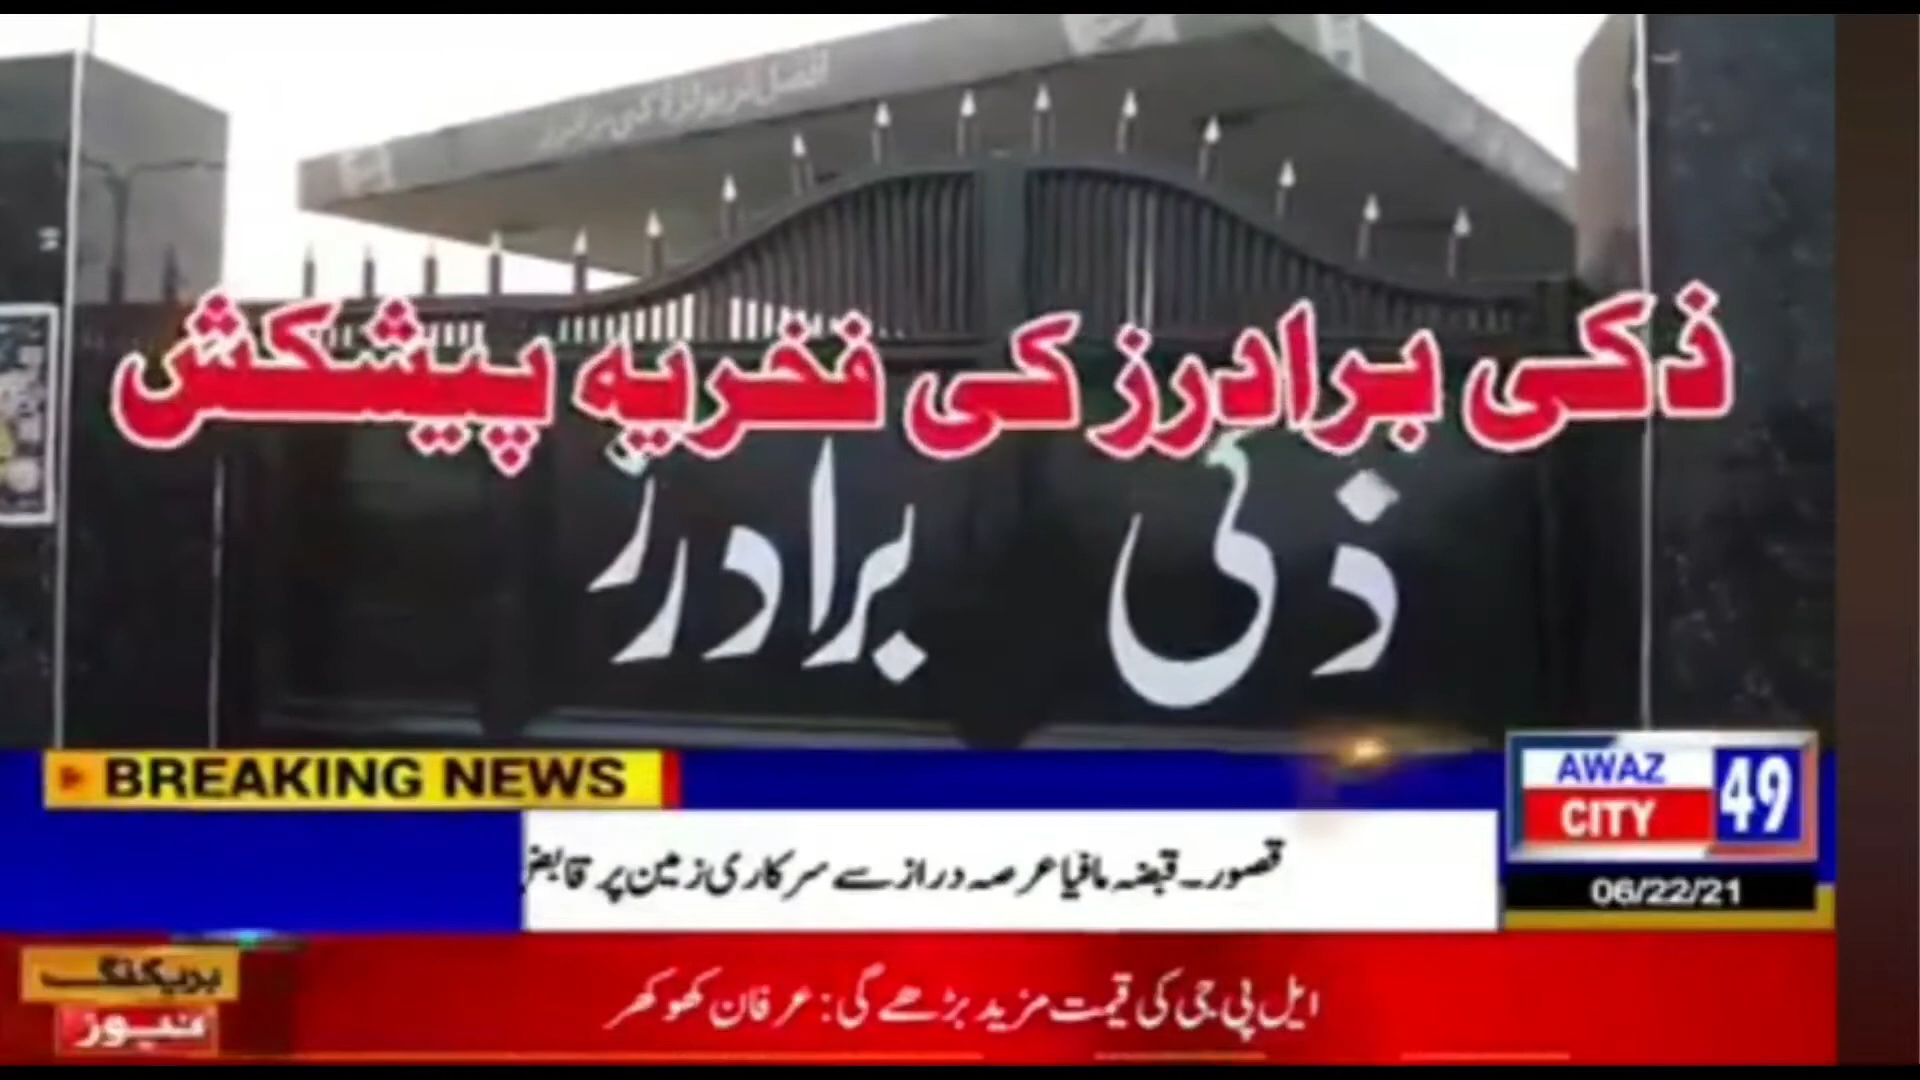 ذکی برادرز کی فخریہ پیشکش
ذکی برادرز
BREAKING NEWS
AWAZ
CITY
49
قصور۔قبضہ مافیا عرصہ دراز سے سرکاری زمین پر قابض
06/22/21
بریکنگ
نیوز
ایل پی جی کی قیمت مزید بڑھے گی: عرفان کھوکھر